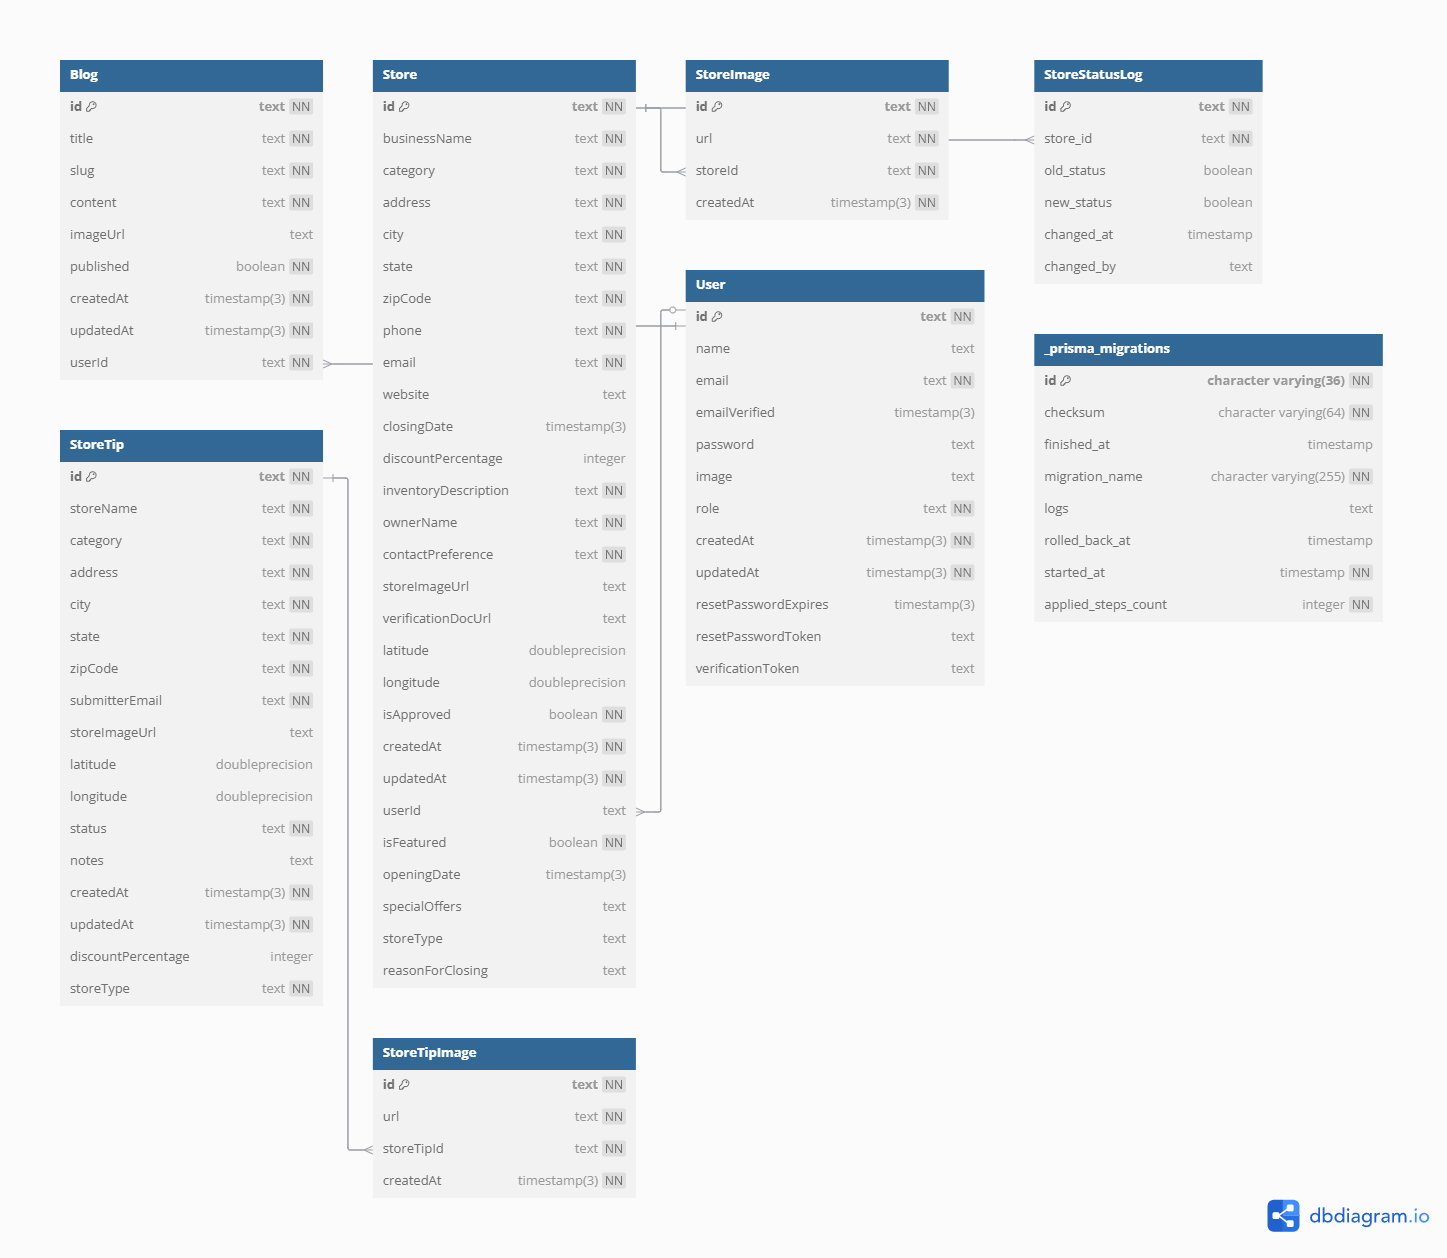 Blog
id text NN
title text NN
slug text NN
content text NN
imageUrl text
published boolean NN
createdAt timestamp(3) NN
updatedAt timestamp(3) NN
userId text NN
StoreTip
id text NN
storeName text NN
category text NN
address text NN
city text NN
state text NN
zipCode text NN
submitterEmail text NN
storeImageUrl text
latitude doubleprecision
longitude doubleprecision
status text NN
notes text
createdAt timestamp(3) NN
updatedAt timestamp(3) NN
discountPercentage integer
storeType text NN
Store
id text NN
businessName text NN
category text NN
address text NN
city text NN
state text NN
zipCode text NN
phone text NN
email text NN
website text
closingDate timestamp(3)
discountPercentage integer
inventoryDescription text NN
ownerName text NN
contactPreference text NN
storeImageUrl text
verificationDocUrl text
latitude doubleprecision
longitude doubleprecision
isApproved boolean NN
createdAt timestamp(3) NN
updatedAt timestamp(3) NN
userId text
isFeatured boolean NN
openingDate timestamp(3)
specialOffers text
storeType text
reasonForClosing text
StoreTipImage
id text NN
url text NN
storeTipId text NN
createdAt timestamp(3) NN
StoreImage
id text NN
url text NN
storeId text NN
createdAt timestamp(3) NN
User
id text NN
name text
email text NN
emailVerified timestamp(3)
password text
image text
role text NN
createdAt timestamp(3) NN
updatedAt timestamp(3) NN
resetPasswordExpires timestamp(3)
resetPasswordToken text
verificationToken text
StoreStatusLog
id text NN
store_id text NN
old_status boolean
new_status boolean
changed_at timestamp
changed_by text
_prisma_migrations
id character varying(36) NN
checksum character varying(64) NN
finished_at timestamp
migration_name character varying(255) NN
logs text
rolled_back_at timestamp
started_at timestamp NN
applied_steps_count integer NN
dbdiagram.io